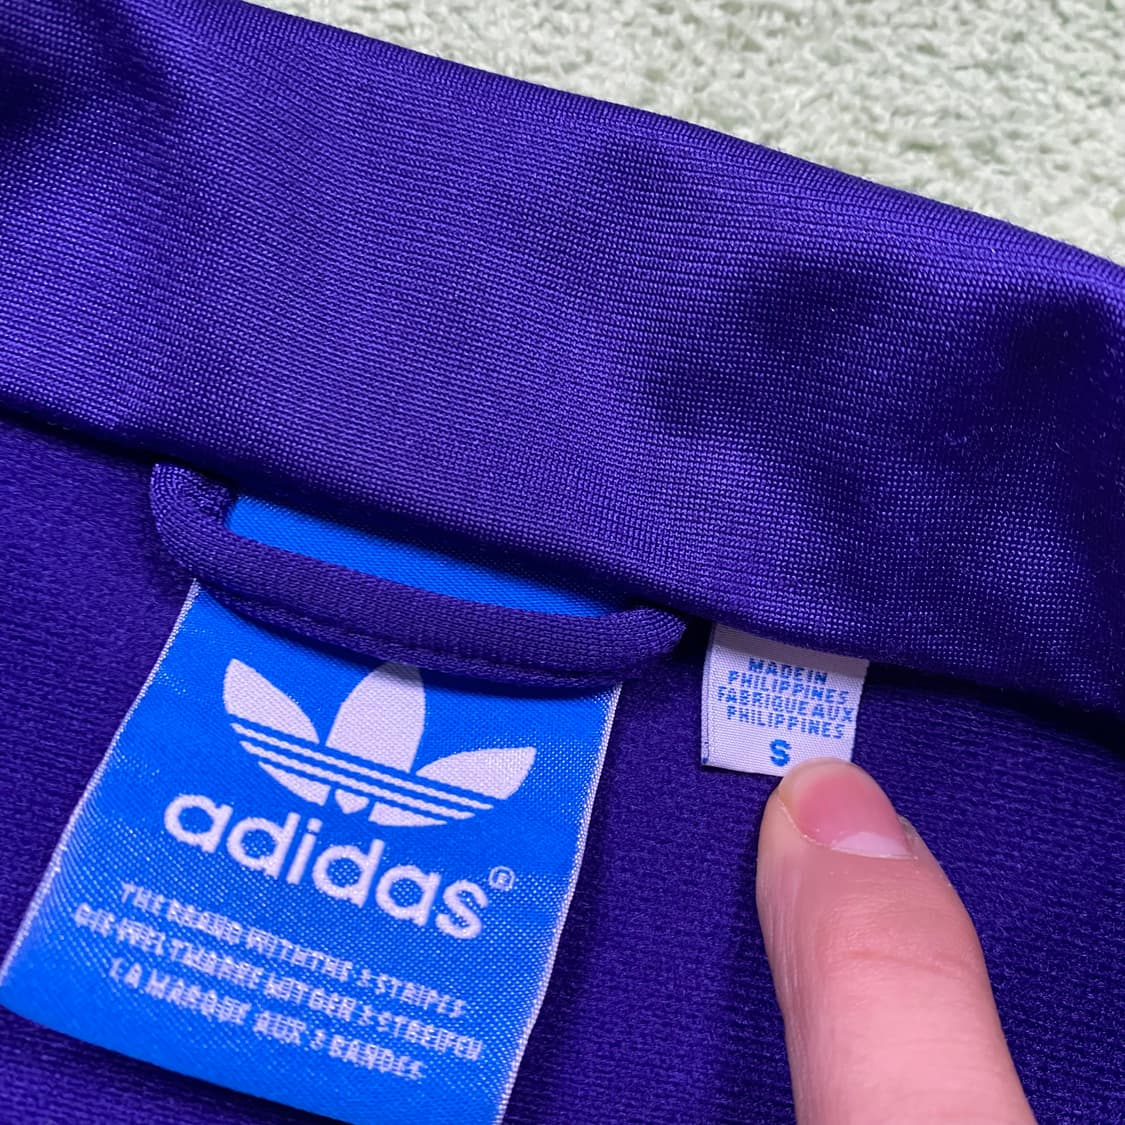 adidas®
THE BRAND WITH THE 3 STRIPES
DIE WELTMARKE MIT DEN 3 STREIFEN
LA MARQUE AUX 3 BANDES
MADE IN
PHILIPPINES
FABRIQUE AUX
PHILIPPINES
S